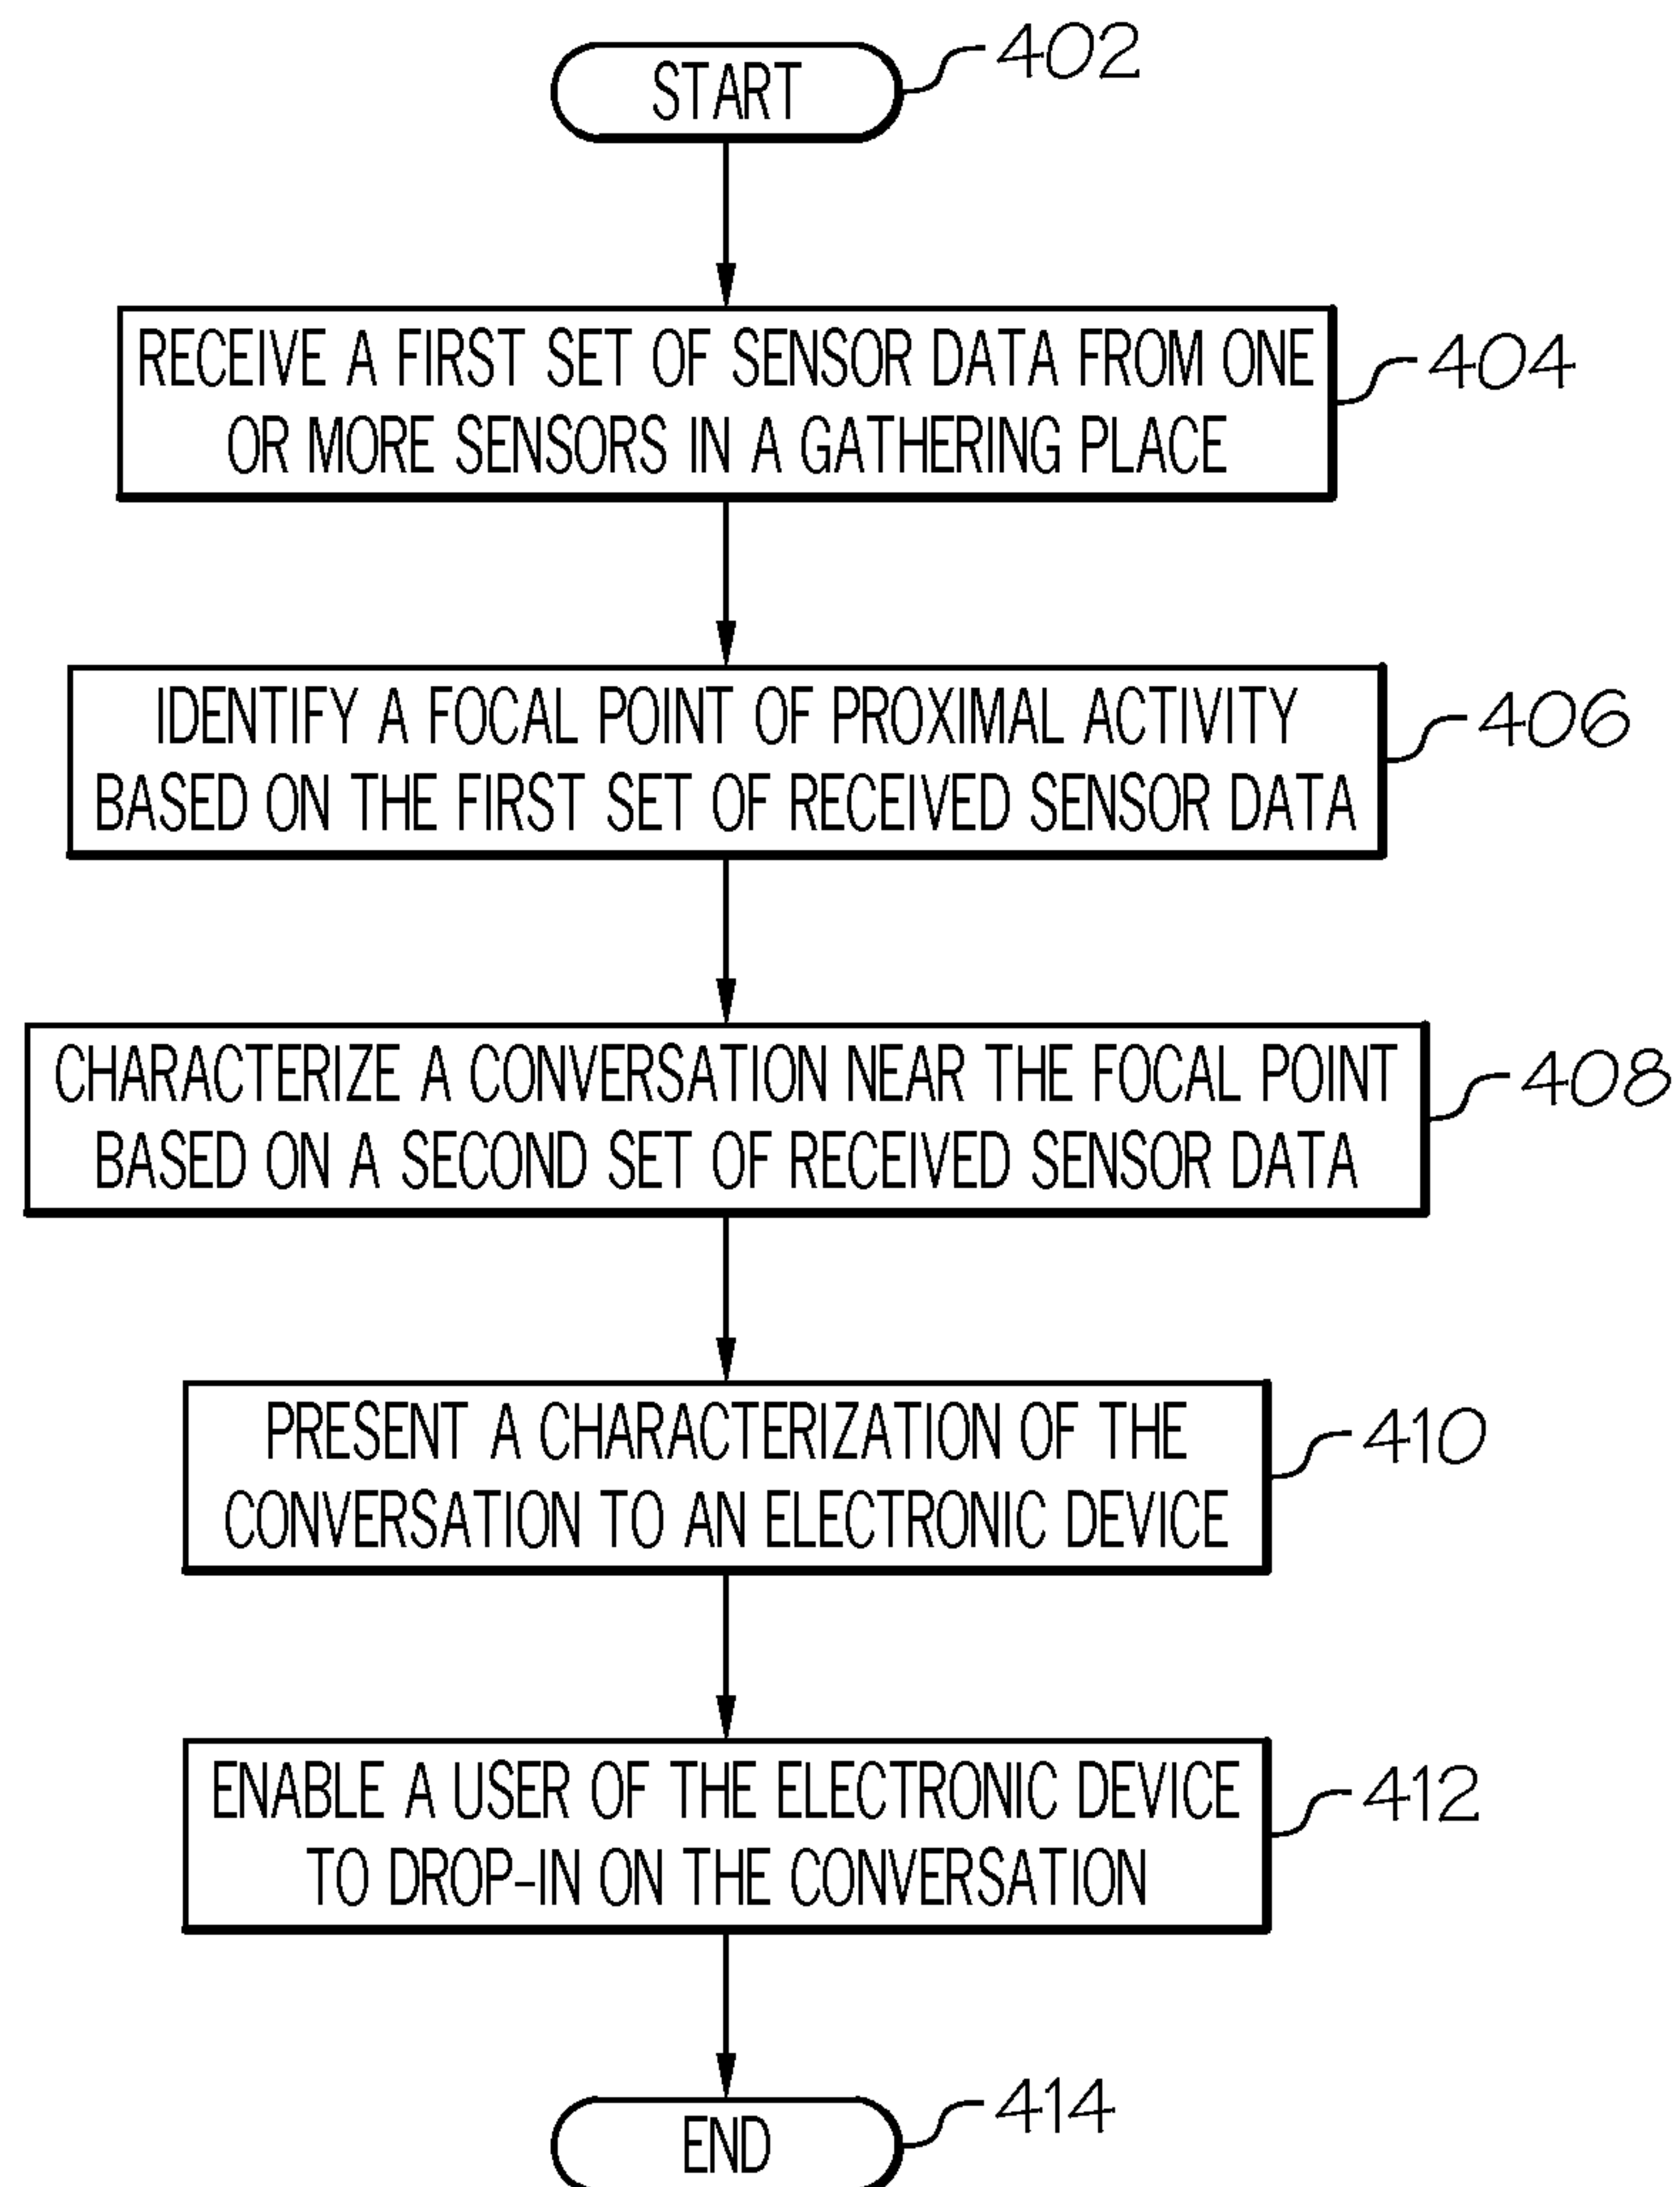 START
402
RECEIVE A FIRST SET OF SENSOR DATA FROM ONE
OR MORE SENSORS IN A GATHERING PLACE
404
IDENTIFY A FOCAL POINT OF PROXIMAL ACTIVITY
BASED ON THE FIRST SET OF RECEIVED SENSOR DATA
406
CHARACTERIZE A CONVERSATION NEAR THE FOCAL POINT
BASED ON A SECOND SET OF RECEIVED SENSOR DATA
408
PRESENT A CHARACTERIZATION OF THE
CONVERSATION TO AN ELECTRONIC DEVICE
410
ENABLE A USER OF THE ELECTRONIC DEVICE
TO DROP-IN ON THE CONVERSATION
412
END
414